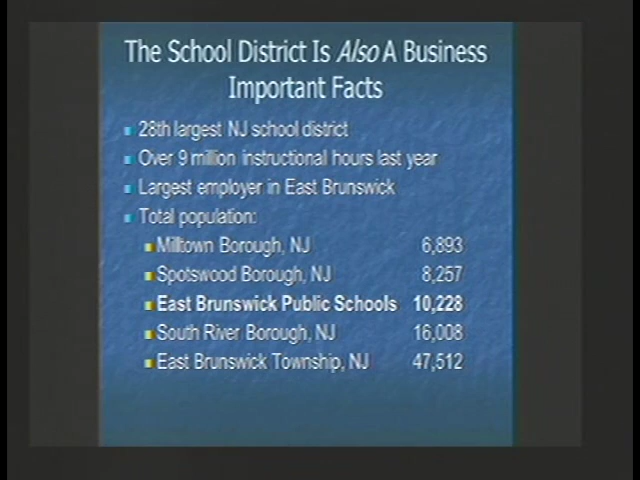 The School District Is Also A Business
Important Facts
28th largest NJ school district
Over 9 million instructional hours last year
Largest employer in East Brunswick
Total population:
Milltown Borough, NJ 6,893
Spotswood Borough, NJ 8,257
East Brunswick Public Schools 10,228
South River Borough, NJ 16,008
East Brunswick Township, NJ 47,512